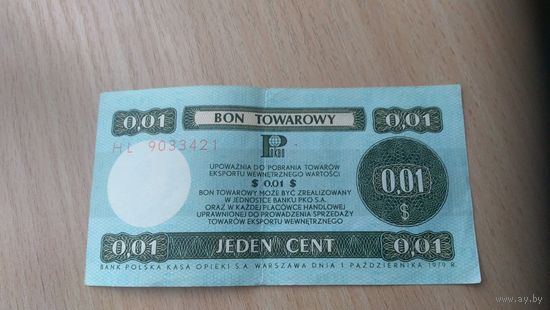 0,01 BON TOWAROWY 0,01
HL 9033421
PEKAO
UPOWAŻNIA DO POBRANIA TOWARÓW
EKSPORTU WEWNĘTRZNEGO WARTOŚCI
$ 0.01 $
BON TOWAROWY MOŻE BYĆ ZREALIZOWANY
W JEDNOSTCE BANKU PKO S.A.
ORAZ W KAŻDEJ PLACÓWCE HANDLOWEJ
UPRAWNIONEJ DO PROWADZENIA SPRZEDAŻY
TOWARÓW EKSPORTU WEWNĘTRZNEGO
0.01
$
0,01 JEDEN CENT 0,01
BANK POLSKA KASA OPIEKI S.A. WARSZAWA DNIA 1 PAŹDZIERNIKA 1979 R.
www.ay.by